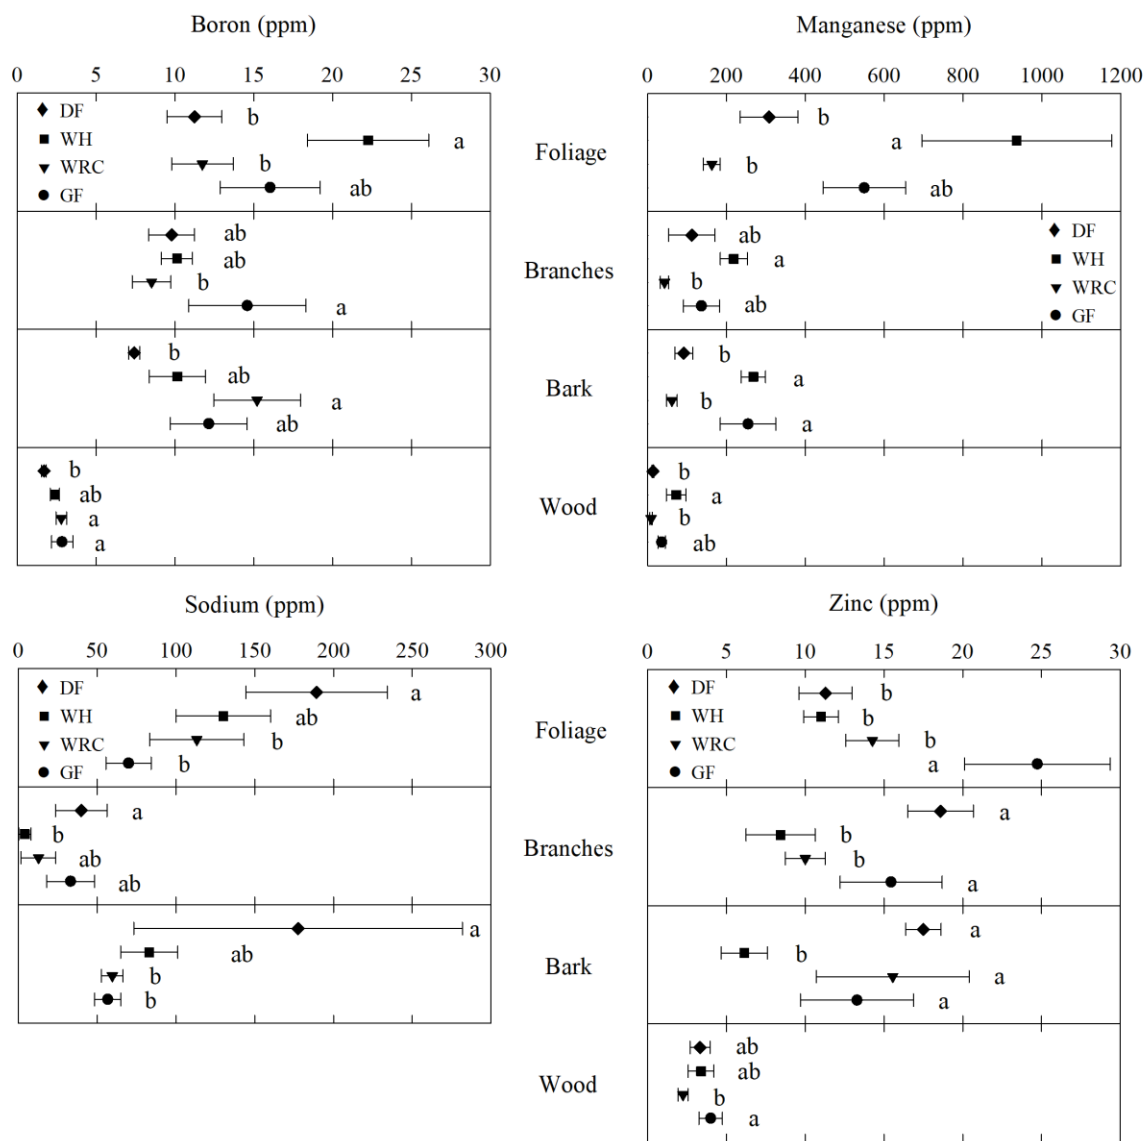 Boron (ppm)
0 5 10 15 20 25 30
DF
WH
WRC
GF
b
a
b
ab
ab
ab
b
a
b
ab
a
ab
b
ab
a
a
Foliage
Branches
Bark
Wood
Manganese (ppm)
0 200 400 600 800 1000 1200
b
a
b
ab
DF
WH
WRC
GF
ab
a
b
ab
b
a
b
a
b
a
b
ab
Sodium (ppm)
0 50 100 150 200 250 300
DF
WH
WRC
GF
a
ab
b
b
a
b
ab
ab
a
ab
b
b
Foliage
Branches
Bark
Wood
Zinc (ppm)
0 5 10 15 20 25 30
DF
WH
WRC
GF
b
b
b
a
a
b
b
a
a
b
a
a
ab
ab
b
a